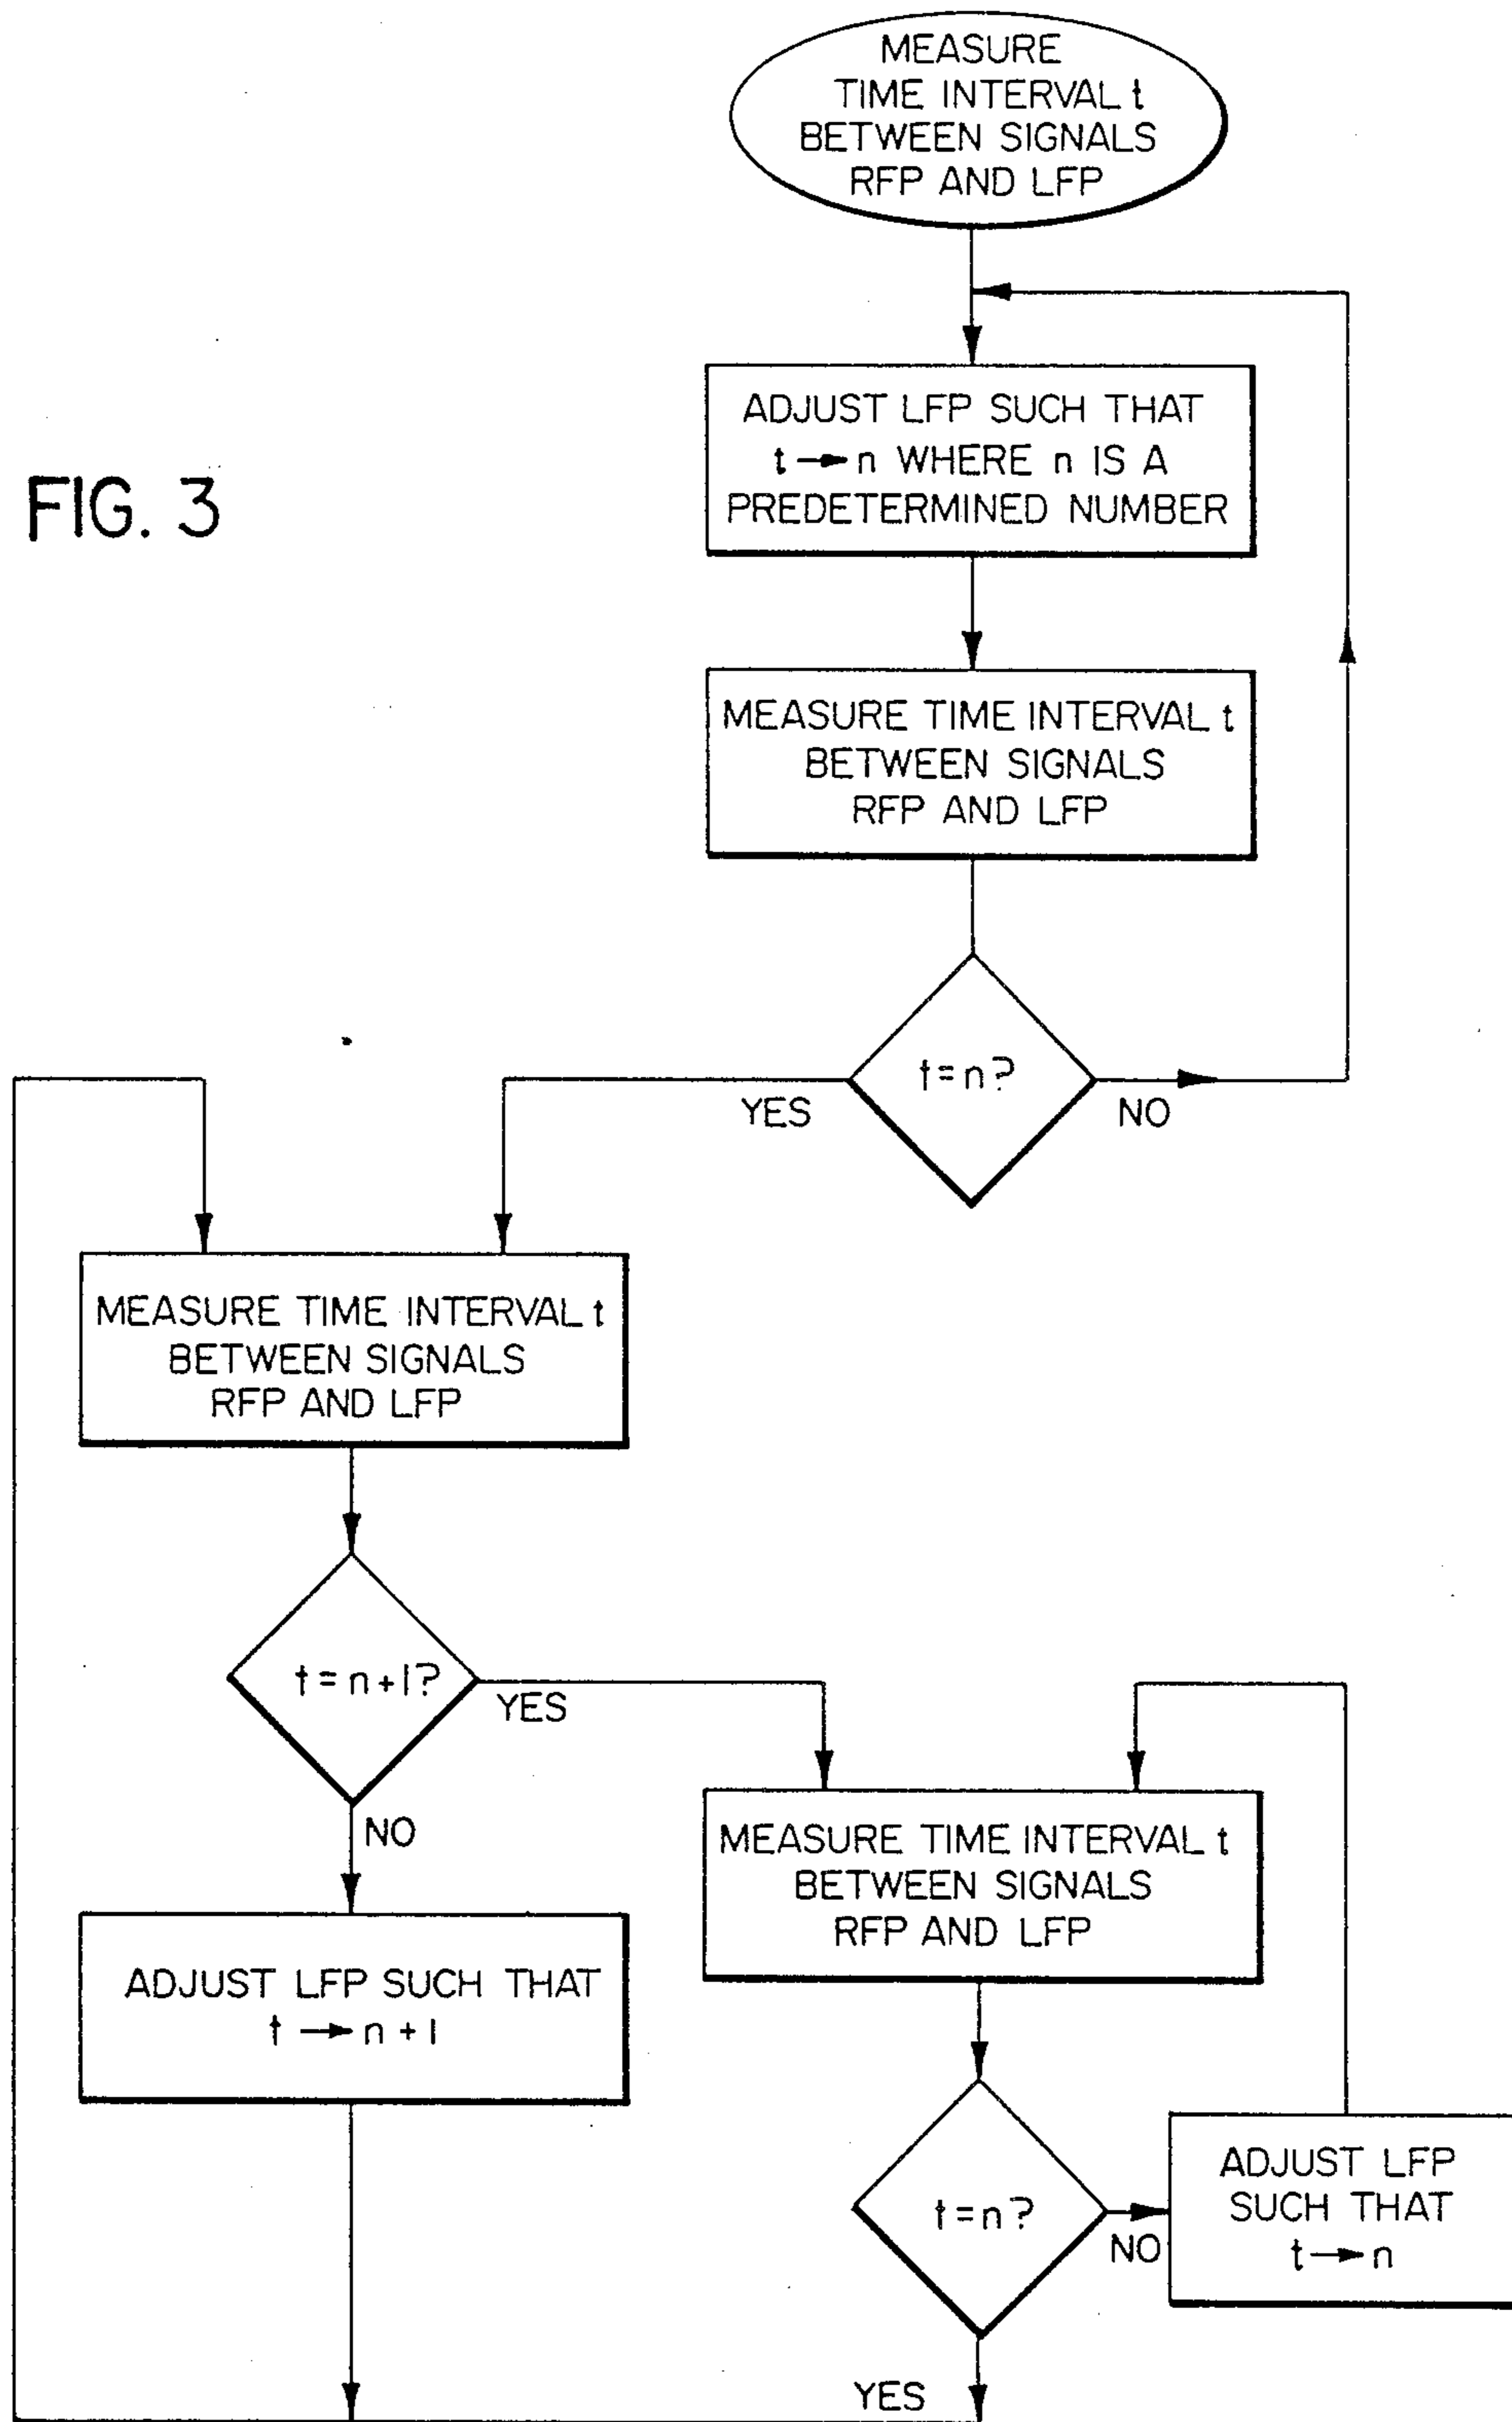 MEASURE
TIME INTERVAL t
BETWEEN SIGNALS
RFP AND LFP
ADJUST LFP SUCH THAT
t → n WHERE n IS A
PREDETERMINED NUMBER
FIG. 3
MEASURE TIME INTERVAL t
BETWEEN SIGNALS
RFP AND LFP
t = n?
YES
NO
MEASURE TIME INTERVAL t
BETWEEN SIGNALS
RFP AND LFP
t = n + 1?
YES
NO
MEASURE TIME INTERVAL t
BETWEEN SIGNALS
RFP AND LFP
ADJUST LFP SUCH THAT
t → n + 1
t = n?
NO
ADJUST LFP
SUCH THAT
t → n
YES